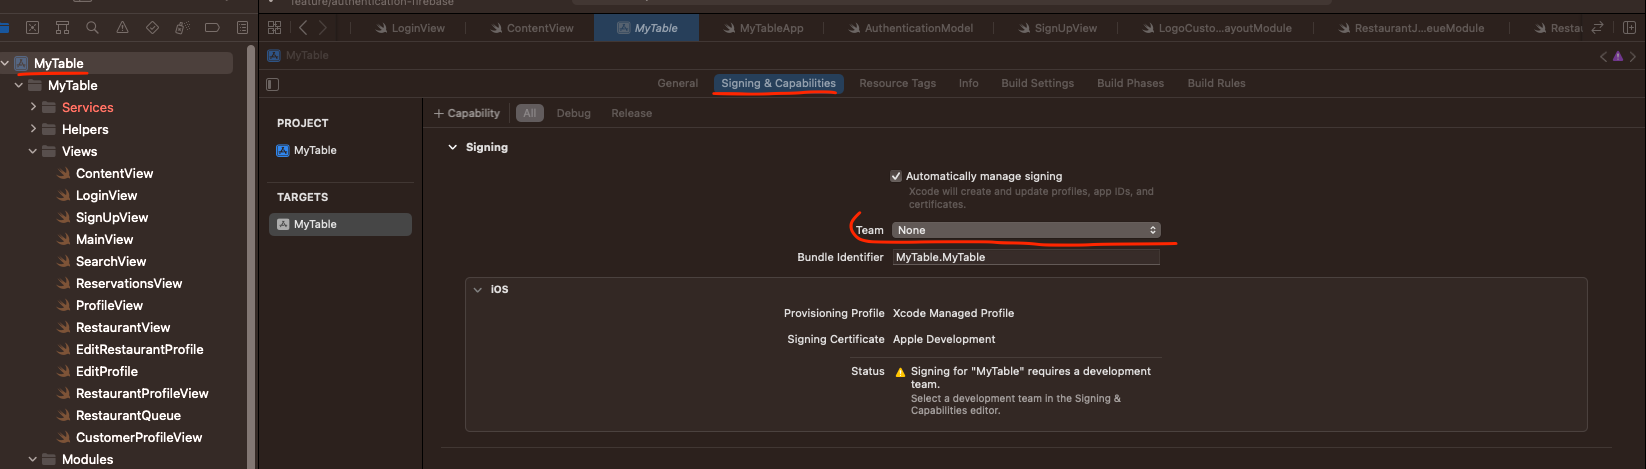 feature/authentication-firebase
LoginView
ContentView
MyTable
MyTableApp
AuthenticationModel
SignUpView
LogoCusto...ayoutModule
RestaurantJ...eueModule
Resta
MyTable
MyTable
General
Signing & Capabilities
Resource Tags
Info
Build Settings
Build Phases
Build Rules
+ Capability
All
Debug
Release
MyTable
Services
Helpers
Views
ContentView
LoginView
SignUpView
MainView
SearchView
ReservationsView
ProfileView
RestaurantView
EditRestaurantProfile
EditProfile
RestaurantProfileView
RestaurantQueue
CustomerProfileView
Modules
PROJECT
MyTable
TARGETS
MyTable
Signing
Automatically manage signing
Xcode will create and update profiles, app IDs, and
certificates.
Team None
Bundle Identifier MyTable.MyTable
iOS
Provisioning Profile Xcode Managed Profile
Signing Certificate Apple Development
Status Signing for "MyTable" requires a development
team.
Select a development team in the Signing &
Capabilities editor.